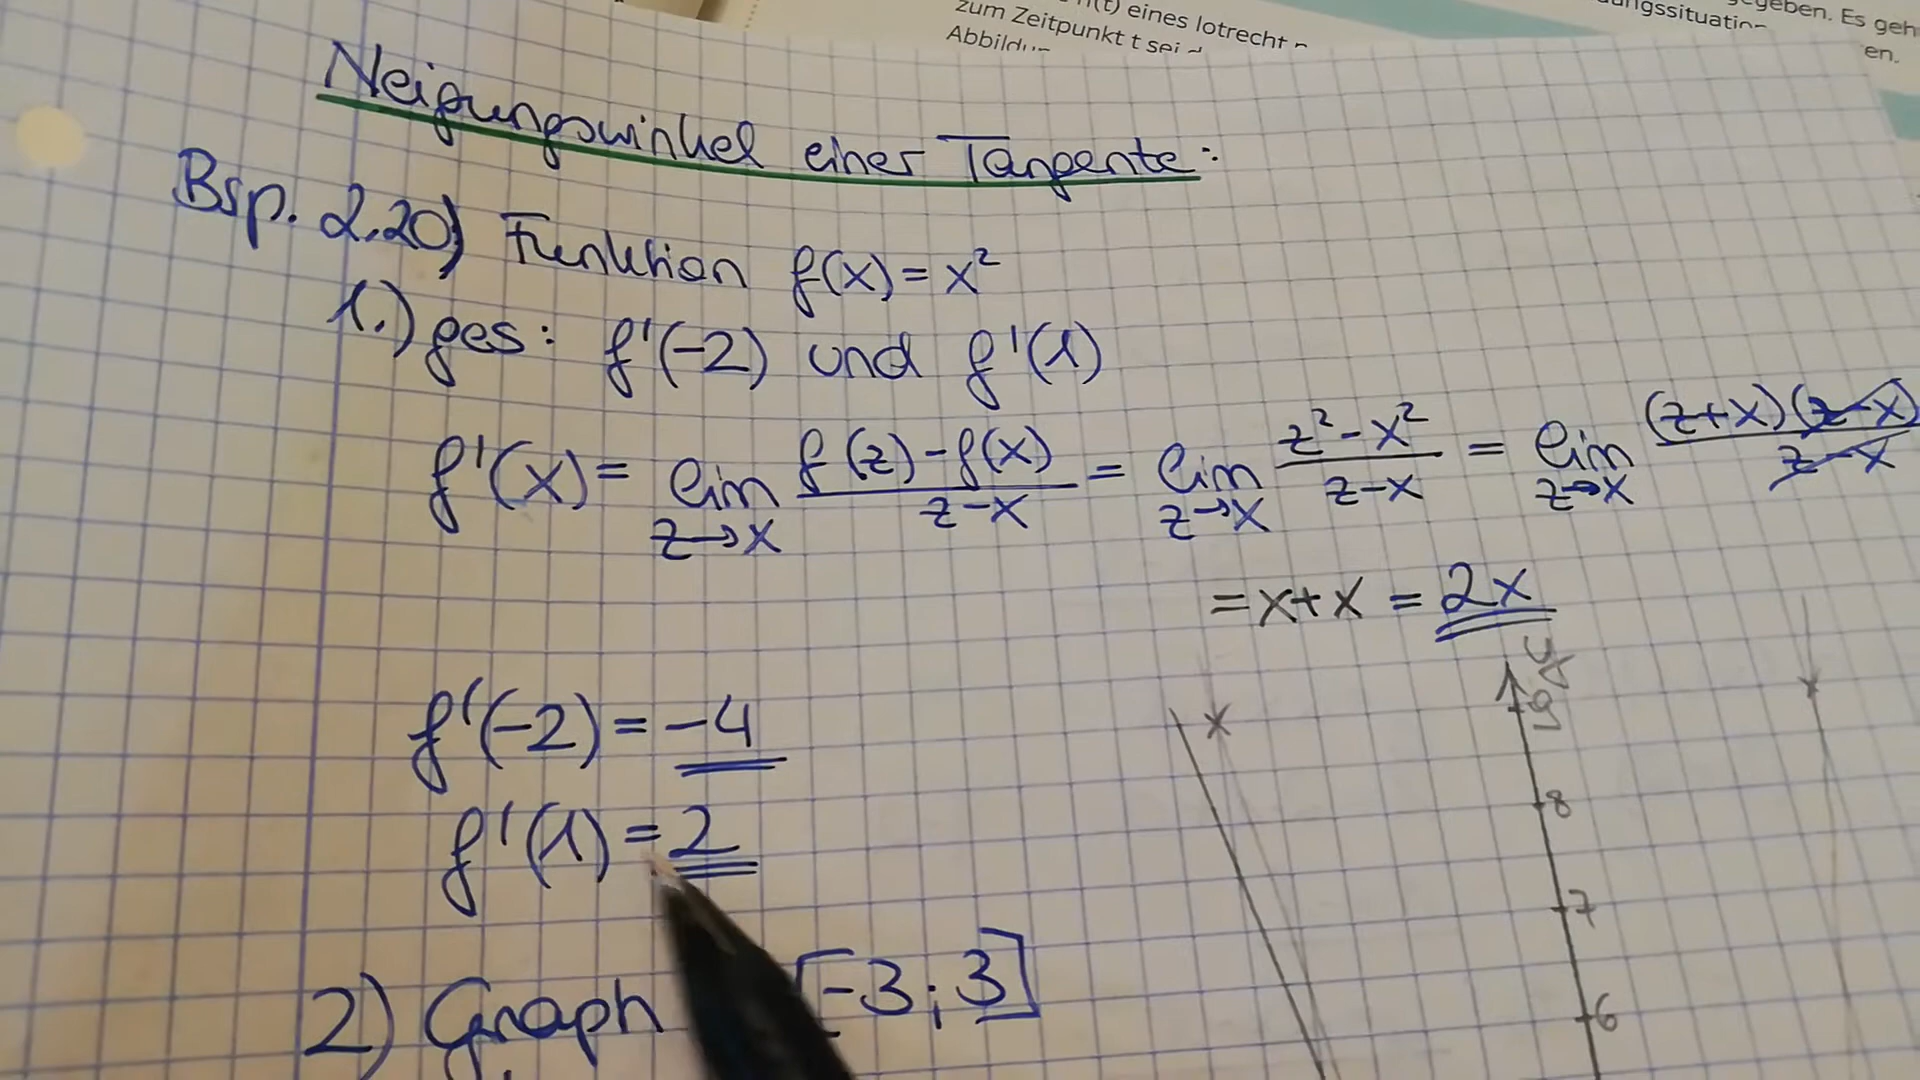 (t) eines lotrecht
zum Zeitpunkt t sei
geben. Es geh
ungssituation
en.
Neigungswinkel einer Tangente:
Bsp. 2.20) Funktion f(x) = x²
1.) ges: f'(-2) und f'(1)
f'(x) = lim z→x (f(z) - f(x))/(z-x) = lim z→x (z² - x²)/(z-x) = lim z→x ((z+x)(z-x))/(z-x)
= x+x = 2x
f'(-2) = -4
f'(1) = 2
2) Graph [-3; 3]
y
9
8
7
6